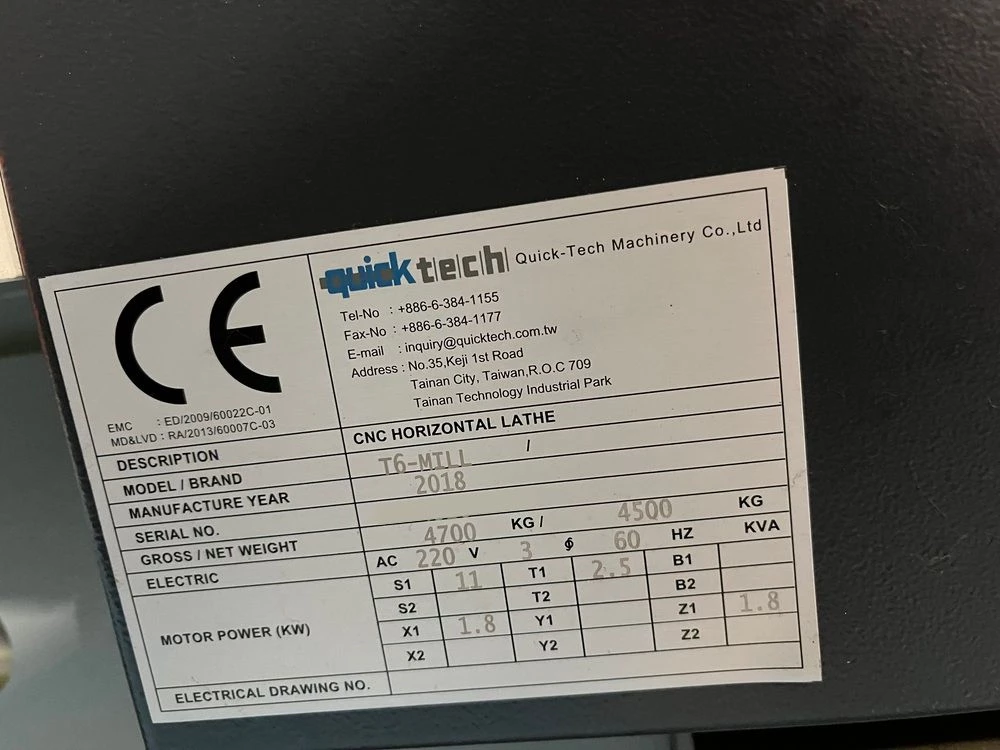 CE
EMC : ED/2009/60022C-01
MD&LVD : RA/2013/60007C-03
quicktech Quick-Tech Machinery Co.,Ltd
Tel-No : +886-6-384-1155
Fax-No : +886-6-384-1177
E-mail : inquiry@quicktech.com.tw
Address : No.35,Keji 1st Road
Tainan City, Taiwan,R.O.C 709
Tainan Technology Industrial Park
DESCRIPTION CNC HORIZONTAL LATHE
MODEL / BRAND T6-MILL /
MANUFACTURE YEAR 2018
SERIAL NO.
GROSS / NET WEIGHT 4700 KG / 4500 KG
ELECTRIC AC 220 V 3 ϕ 60 HZ KVA
MOTOR POWER (KW)
S1 11 T1 2.5 B1
S2 T2 B2
X1 1.8 Y1 Z1 1.8
X2 Y2 Z2
ELECTRICAL DRAWING NO.